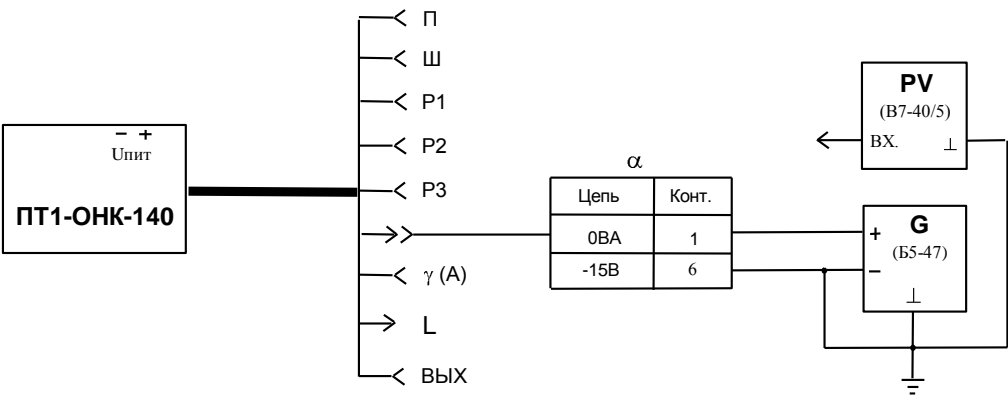 П
Ш
Р1
Р2
Р3
γ (А)
L
ВЫХ
− +
Uпит
ПТ1-ОНК-140
α
Цепь Конт.
0ВА 1
-15В 6
PV
(В7-40/5)
ВХ. ⊥
+ G
(Б5-47)
−
⊥